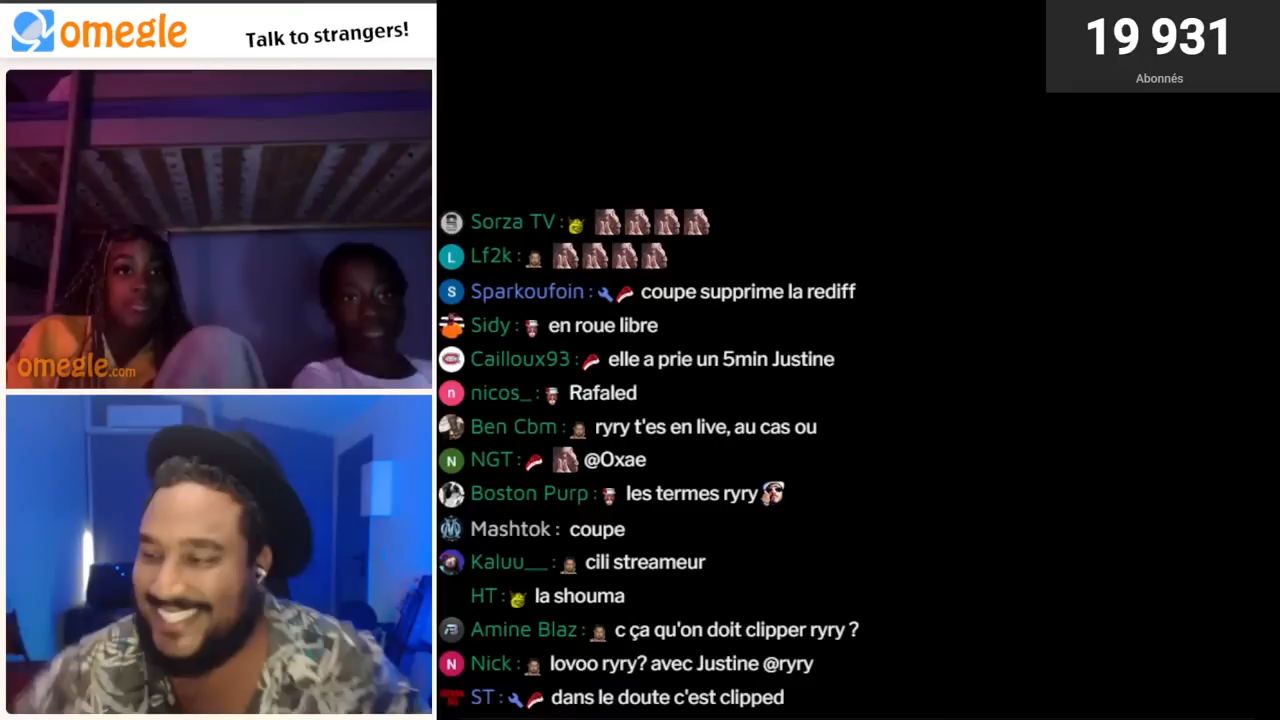 omegle
Talk to strangers!
19 931
Abonnés
omegle.com
Sorza TV :
Lf2k :
Sparkoufoin : coupe supprime la rediff
Sidy : en roue libre
Cailloux93 : elle a prie un 5min Justine
nicos_ : Rafaled
Ben Cbm : ryry t'es en live, au cas ou
NGT : @Oxae
Boston Purp : les termes ryry
Mashtok : coupe
Kaluu__ : cili streameur
HT : la shouma
Amine Blaz : c ça qu'on doit clipper ryry ?
Nick : lovoo ryry? avec Justine @ryry
ST : dans le doute c'est clipped